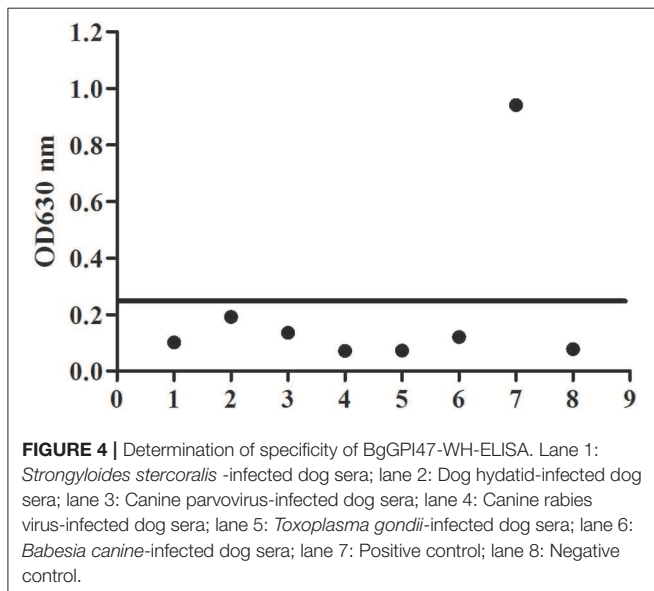 1.2
1.0
0.8
0.6
0.4
0.2
0.0
OD630 nm
0 1 2 3 4 5 6 7 8 9
FIGURE 4 | Determination of specificity of BgGPI47-WH-ELISA. Lane 1:
Strongyloides stercoralis -infected dog sera; lane 2: Dog hydatid-infected dog
sera; lane 3: Canine parvovirus-infected dog sera; lane 4: Canine rabies
virus-infected dog sera; lane 5: Toxoplasma gondii-infected dog sera; lane 6:
Babesia canine-infected dog sera; lane 7: Positive control; lane 8: Negative
control.